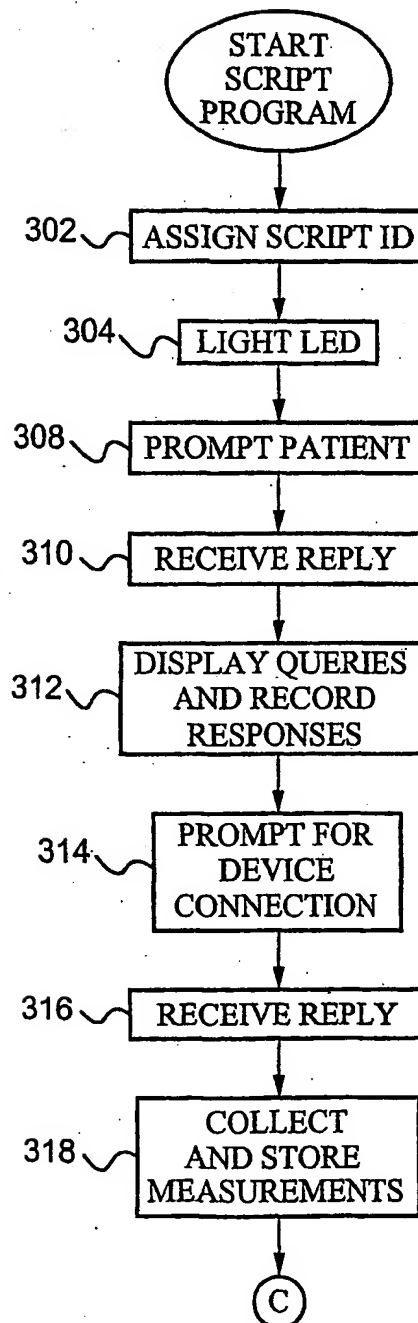 START
SCRIPT
PROGRAM
302 ASSIGN SCRIPT ID
304 LIGHT LED
308 PROMPT PATIENT
310 RECEIVE REPLY
312 DISPLAY QUERIES
AND RECORD
RESPONSES
314 PROMPT FOR
DEVICE
CONNECTION
316 RECEIVE REPLY
318 COLLECT
AND STORE
MEASUREMENTS
C